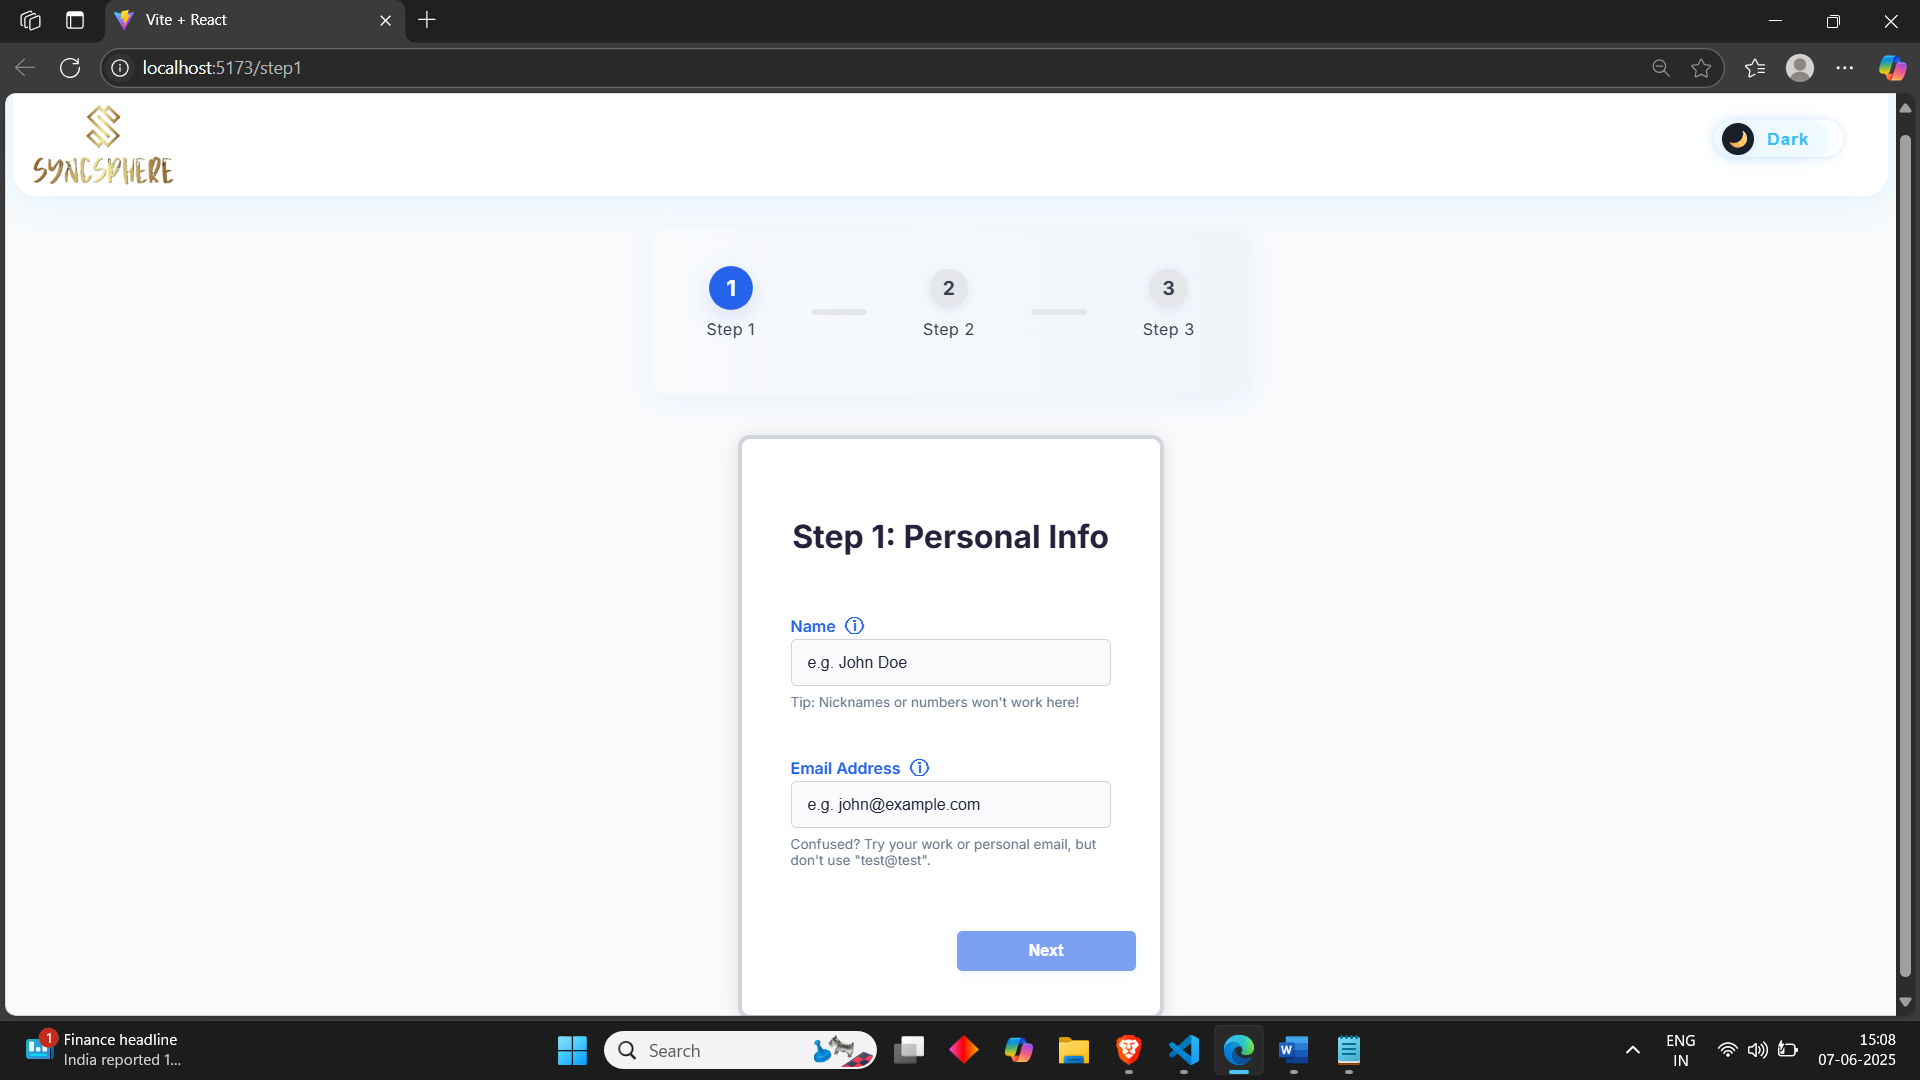 Vite + React
localhost:5173/step1
SYNCSPHERE
Dark
1
2
3
Step 1
Step 2
Step 3
Step 1: Personal Info
Name
e.g. John Doe
Tip: Nicknames or numbers won't work here!
Email Address
e.g. john@example.com
Confused? Try your work or personal email, but
don't use "test@test".
Next
1
Finance headline
India reported 1...
Search
W
ENG
IN
15:08
07-06-2025